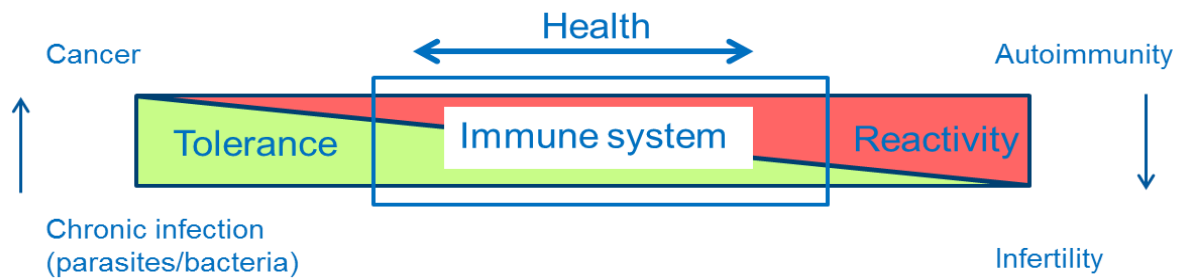 Health
Cancer
Autoimmunity
Tolerance
Immune system
Reactivity
Chronic infection
(parasites/bacteria)
Infertility